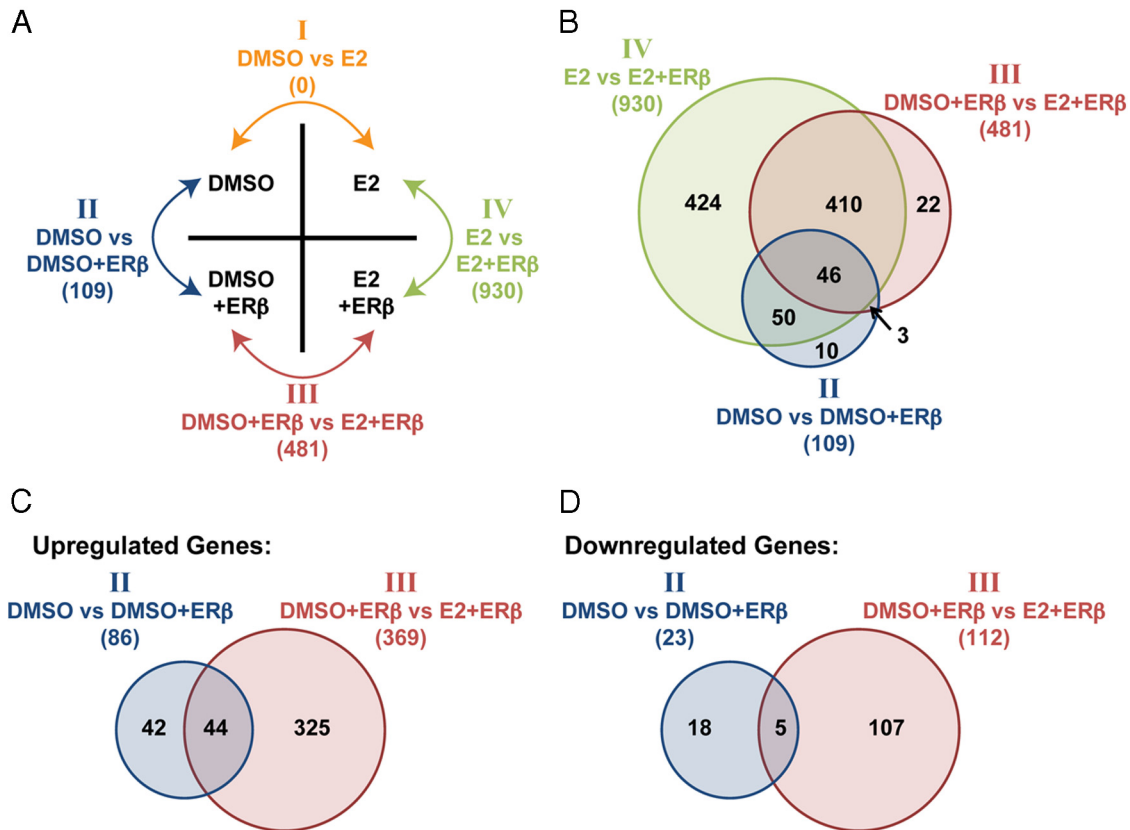 A
I
DMSO vs E2
(0)
DMSO
E2
II
DMSO vs
DMSO+ERβ
(109)
IV
E2 vs
E2+ERβ
(930)
DMSO
+ERβ
E2
+ERβ
III
DMSO+ERβ vs E2+ERβ
(481)
B
IV
E2 vs E2+ERβ
(930)
III
DMSO+ERβ vs E2+ERβ
(481)
424
410
22
46
50
3
10
II
DMSO vs DMSO+ERβ
(109)
C
Upregulated Genes:
II
DMSO vs DMSO+ERβ
(86)
III
DMSO+ERβ vs E2+ERβ
(369)
42
44
325
D
Downregulated Genes:
II
DMSO vs DMSO+ERβ
(23)
III
DMSO+ERβ vs E2+ERβ
(112)
18
5
107